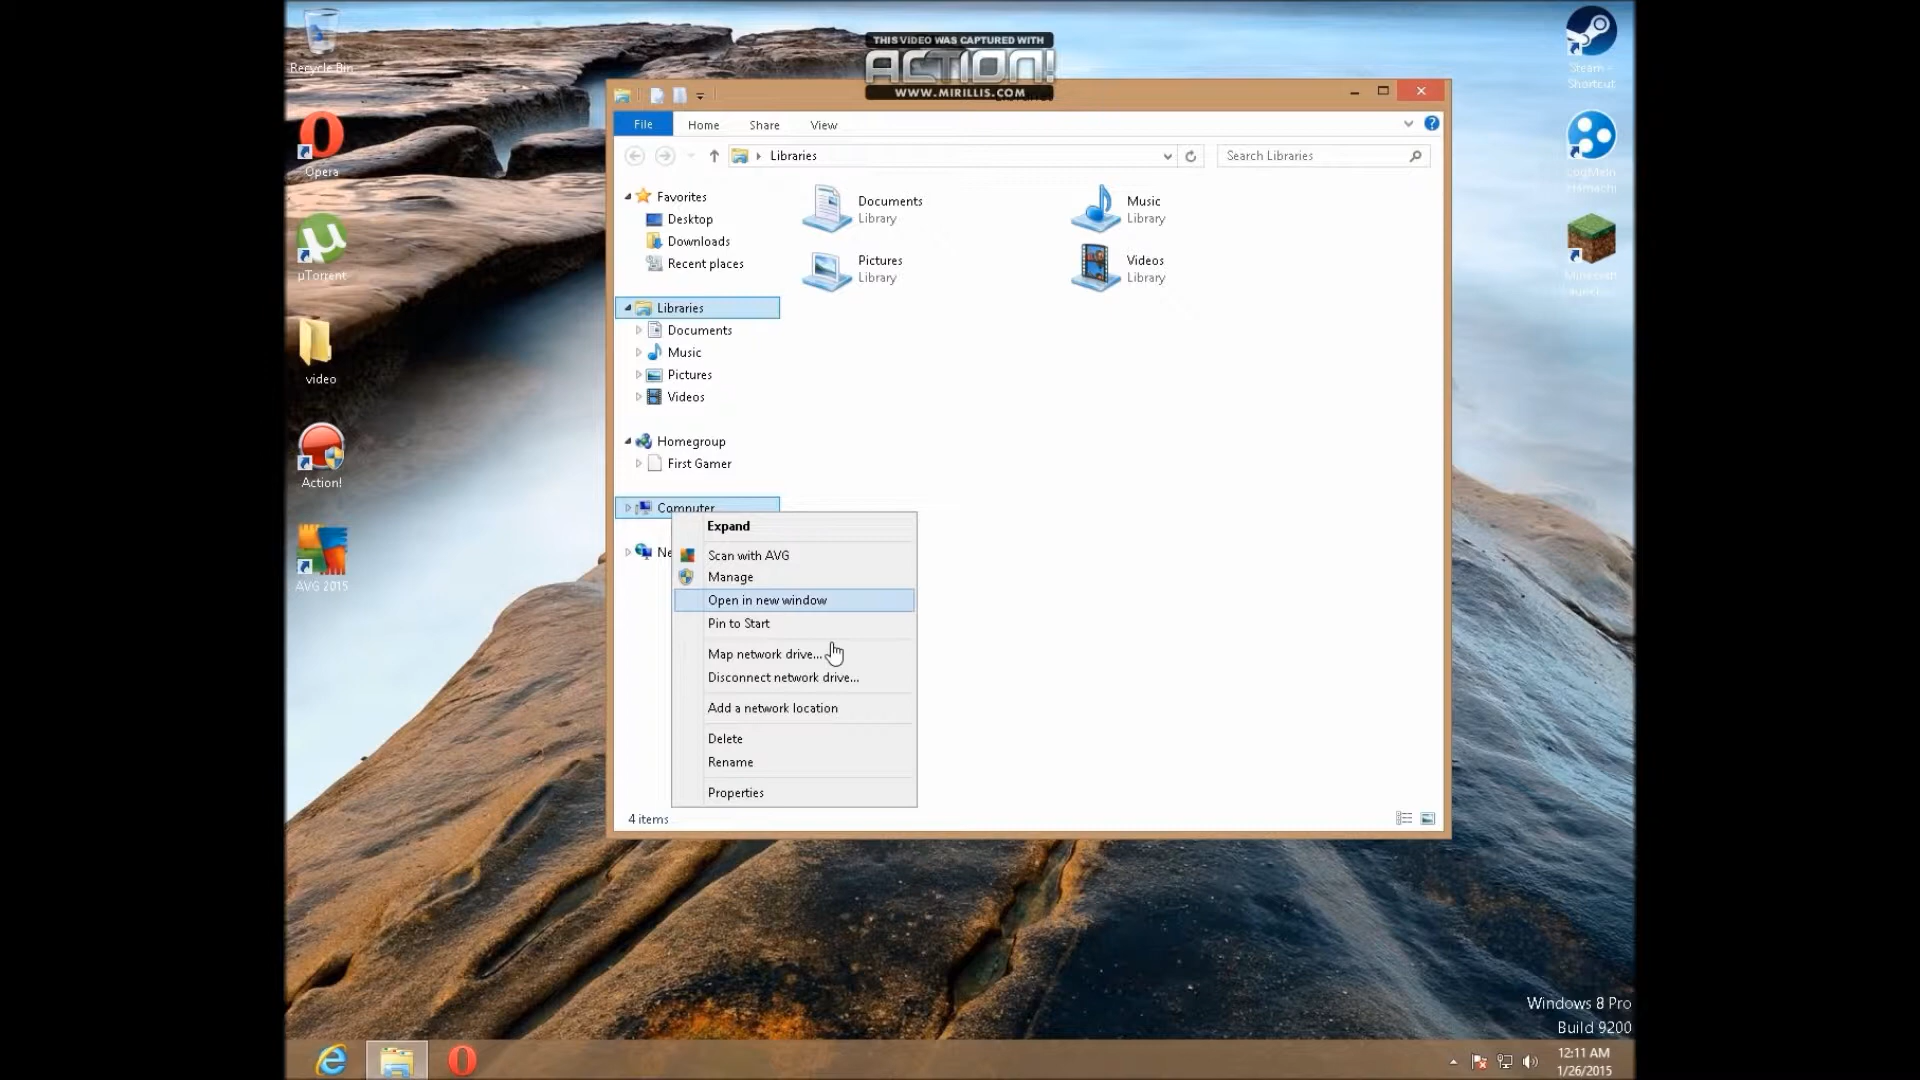 THIS VIDEO WAS CAPTURED WITH
ACTION!
WWW.MIRILLIS.COM
Recycle Bin
Opera
µTorrent
video
Action!
AVG 2015
Steam - Shortcut
LogMeIn Hamachi
Minecraft
File
Home
Share
View
Libraries
Search Libraries
Favorites
Desktop
Downloads
Recent places
Libraries
Documents
Music
Pictures
Videos
Homegroup
First Gamer
Computer
Ne
Documents
Library
Music
Library
Pictures
Library
Videos
Library
Expand
Scan with AVG
Manage
Open in new window
Pin to Start
Map network drive...
Disconnect network drive...
Add a network location
Delete
Rename
Properties
4 items
Windows 8 Pro
Build 9200
12:11 AM
1/26/2015